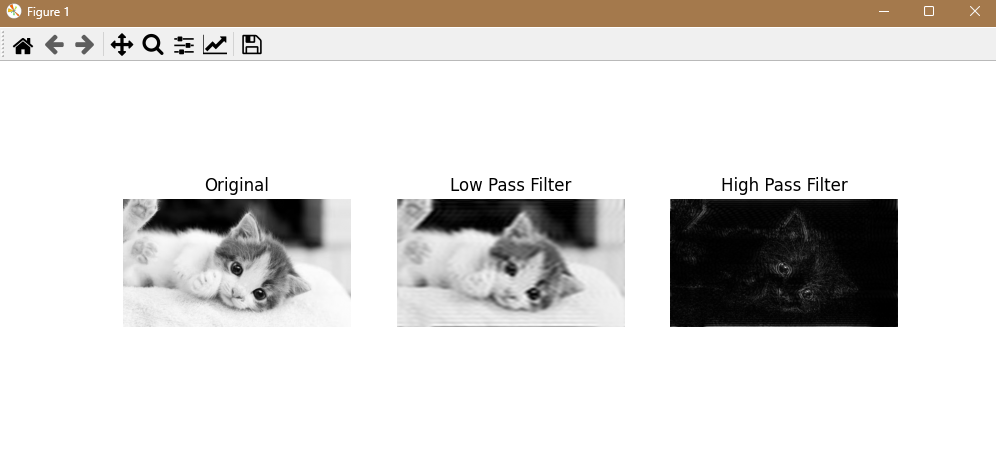 Figure 1
Original
Low Pass Filter
High Pass Filter